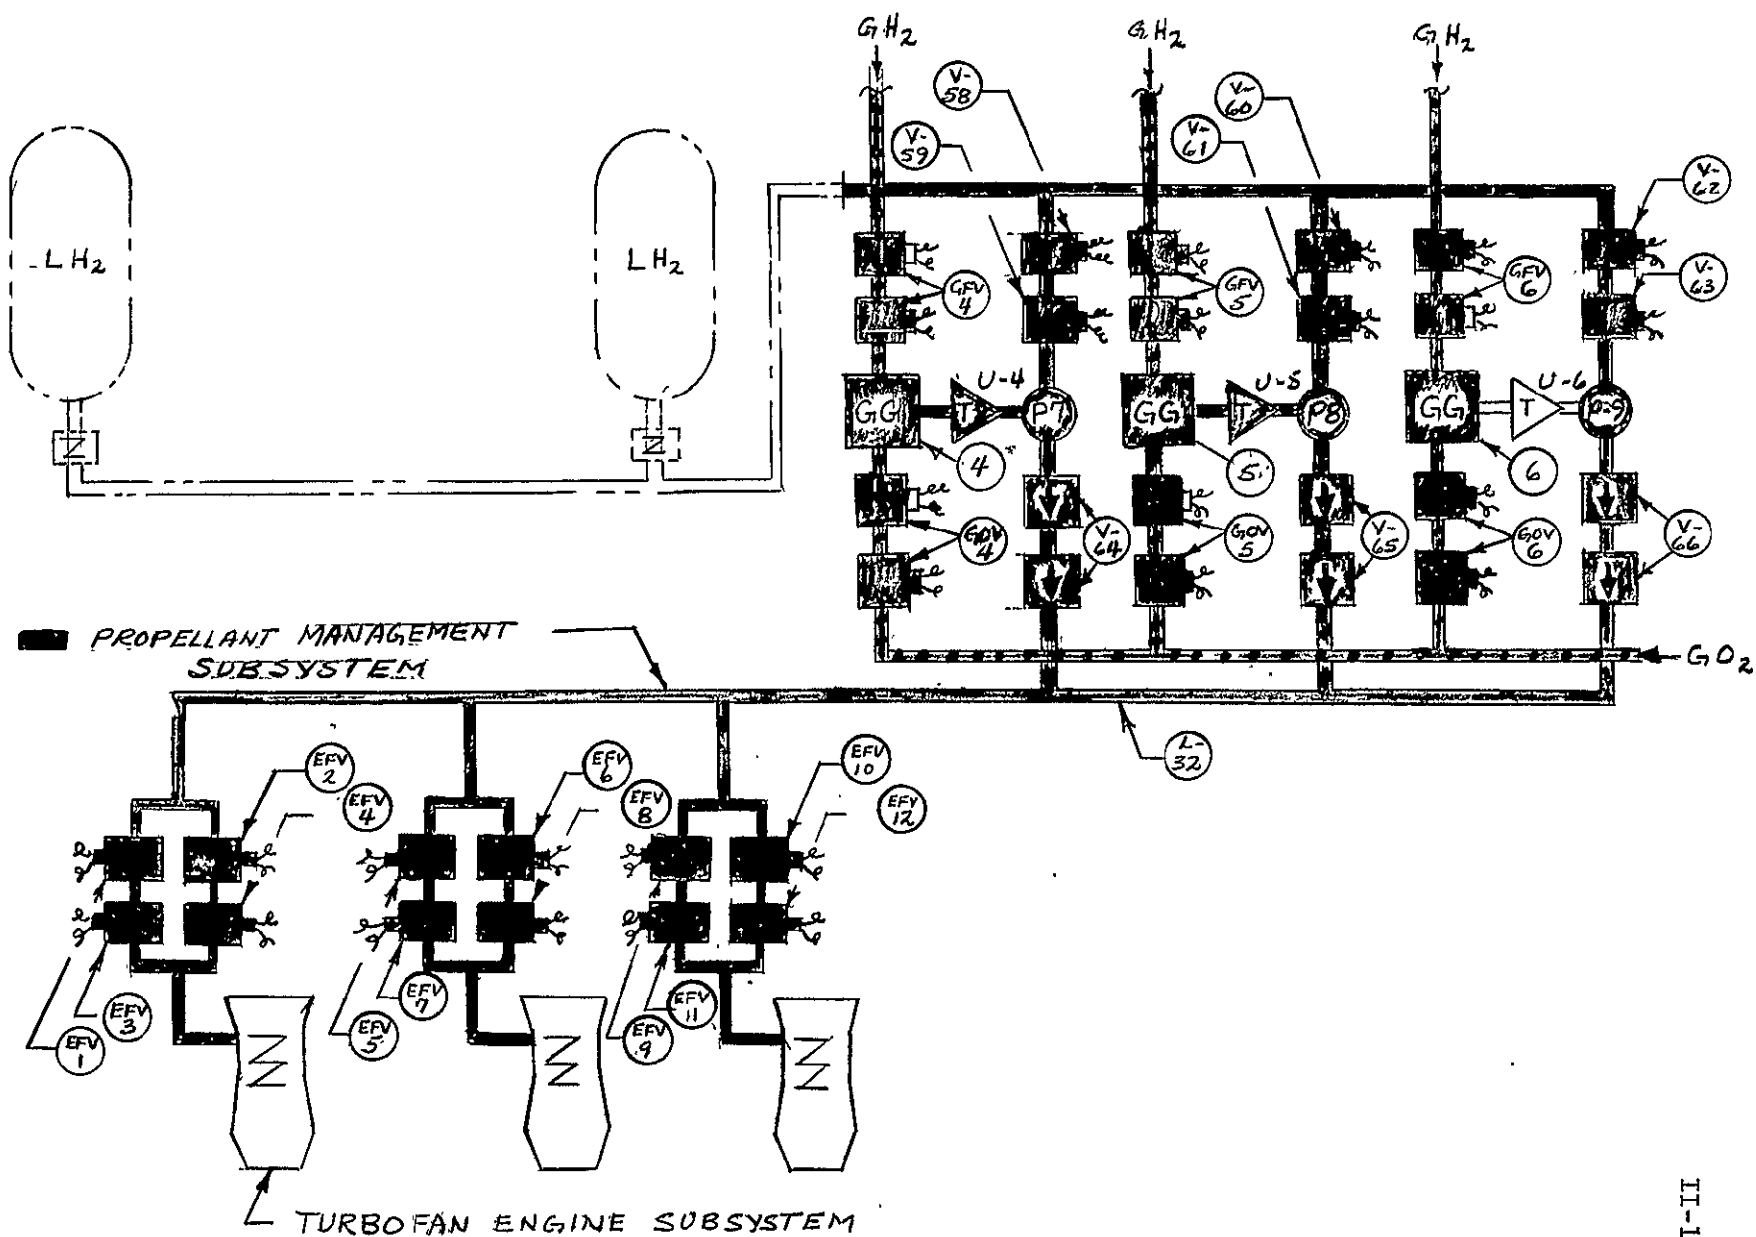 GH2
GH2
GH2
V-
58
V-
60
V-
59
V-
61
V-
62
LH2
LH2
V-
63
GFV
4
GFV
5
GFV
6
U-4
U-5
U-6
GG
T
P7
GG
T
P8
GG
T
P-9
4
5
6
GOV
4
V-
64
GOV
5
V-
65
GOV
6
V-
66
PROPELLANT MANAGEMENT
SUBSYSTEM
GO2
L-
32
EFV
2
EFV
4
EFV
6
EFV
8
EFV
10
EFV
12
EFV
1
EFV
3
EFV
5
EFV
7
EFV
9
EFV
11
TURBOFAN ENGINE SUBSYSTEM
II-1